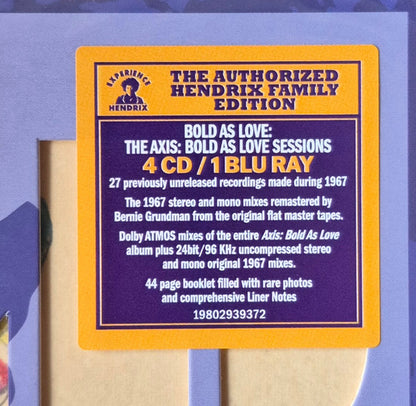 EXPERIENCE
HENDRIX
THE AUTHORIZED
HENDRIX FAMILY
EDITION
BOLD AS LOVE:
THE AXIS: BOLD AS LOVE SESSIONS
4 CD / 1 BLU RAY
27 previously unreleased recordings made during 1967
The 1967 stereo and mono mixes remastered by
Bernie Grundman from the original flat master tapes.
Dolby ATMOS mixes of the entire Axis: Bold As Love
album plus 24bit/96 KHz uncompressed stereo
and mono original 1967 mixes.
44 page booklet filled with rare photos
and comprehensive Liner Notes
19802939372